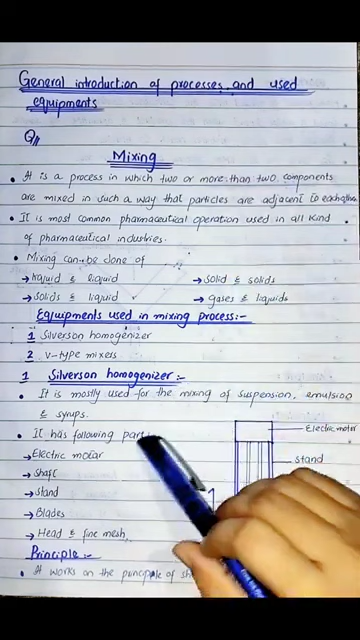 General introduction of processes and used
equipments
Q//
Mixing
• It is a process in which two or more than two components
are mixed in such a way that particles are adjacent to each other
• It is most common pharmaceutical operation used in all kind
of pharmaceutical industries.
• Mixing can be done of
→ liquid & liquid → solid & solids
→ solids & liquid → gases & liquids
Equipments used in mixing process:-
1 Silverson homogenizer
2 V-type mixers
1 Silverson homogenizer:-
• It is mostly used for the mixing of suspension, emulsion
& syrups.
• It has following part
→ Electric motor
→ Shaft
→ Stand
→ Blades
→ Head & fine mesh
Principle:-
• It works on the principle of
Electric motor
stand